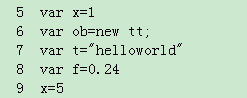 5 var x=1
6 var ob=new tt;
7 var t="helloworld"
8 var f=0.24
9 x=5